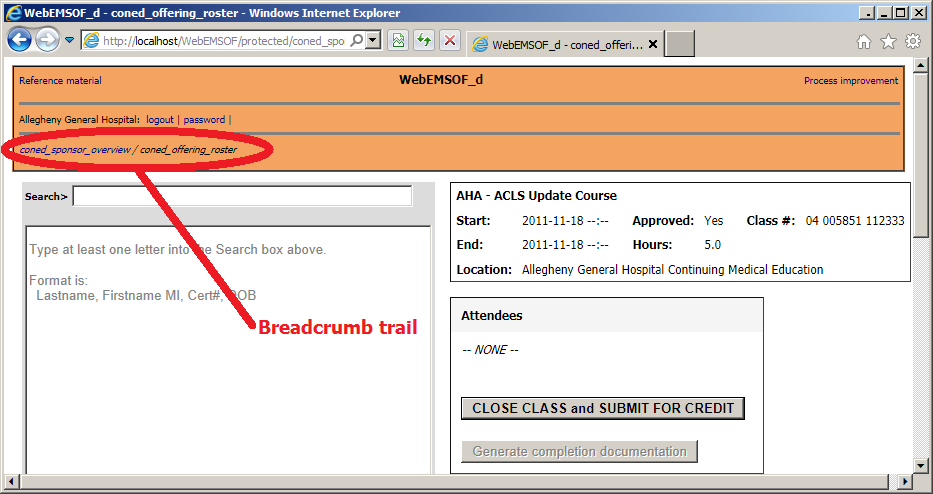 WebEMSOF_d - coned_offering_roster - Windows Internet Explorer
http://localhost/WebEMSOF/protected/coned_spo
WebEMSOF_d - coned_offeri...
Reference material
WebEMSOF_d
Process improvement
Allegheny General Hospital: logout | password |
coned_sponsor_overview / coned_offering_roster
Search>
Type at least one letter into the Search box above.
Format is:
Lastname, Firstname MI, Cert#, DOB
Breadcrumb trail
AHA - ACLS Update Course
Start: 2011-11-18 --:-- Approved: Yes Class #: 04 005851 112333
End: 2011-11-18 --:-- Hours: 5.0
Location: Allegheny General Hospital Continuing Medical Education
Attendees
-- NONE --
CLOSE CLASS and SUBMIT FOR CREDIT
Generate completion documentation